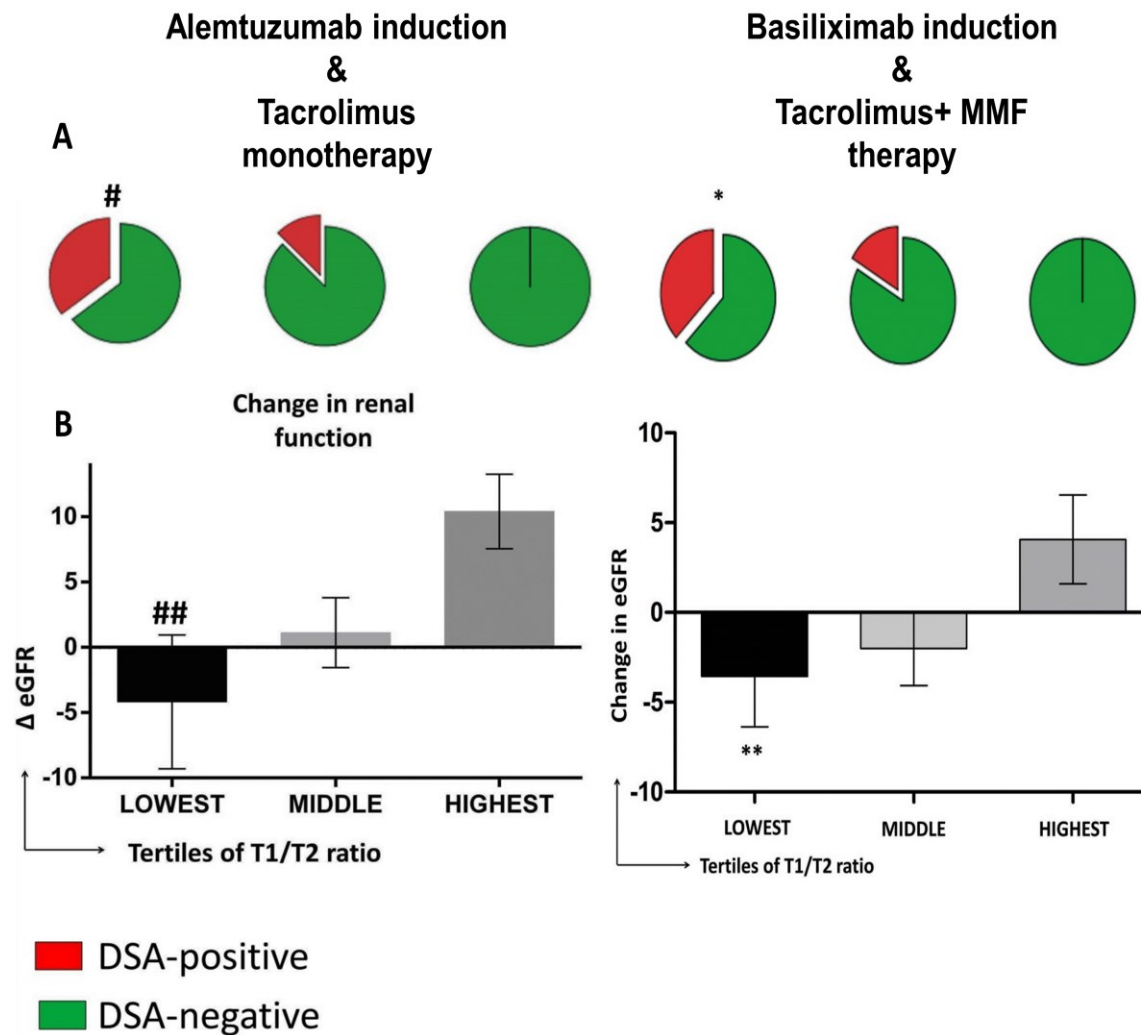 Alemtuzumab induction
&
Tacrolimus
monotherapy
Basiliximab induction
&
Tacrolimus+ MMF
therapy
A
#
*
B
Change in renal
function
Δ eGFR
10
5
0
-5
-10
##
LOWEST
MIDDLE
HIGHEST
Tertiles of T1/T2 ratio
Change in eGFR
10
5
0
-5
-10
**
LOWEST
MIDDLE
HIGHEST
Tertiles of T1/T2 ratio
DSA-positive
DSA-negative